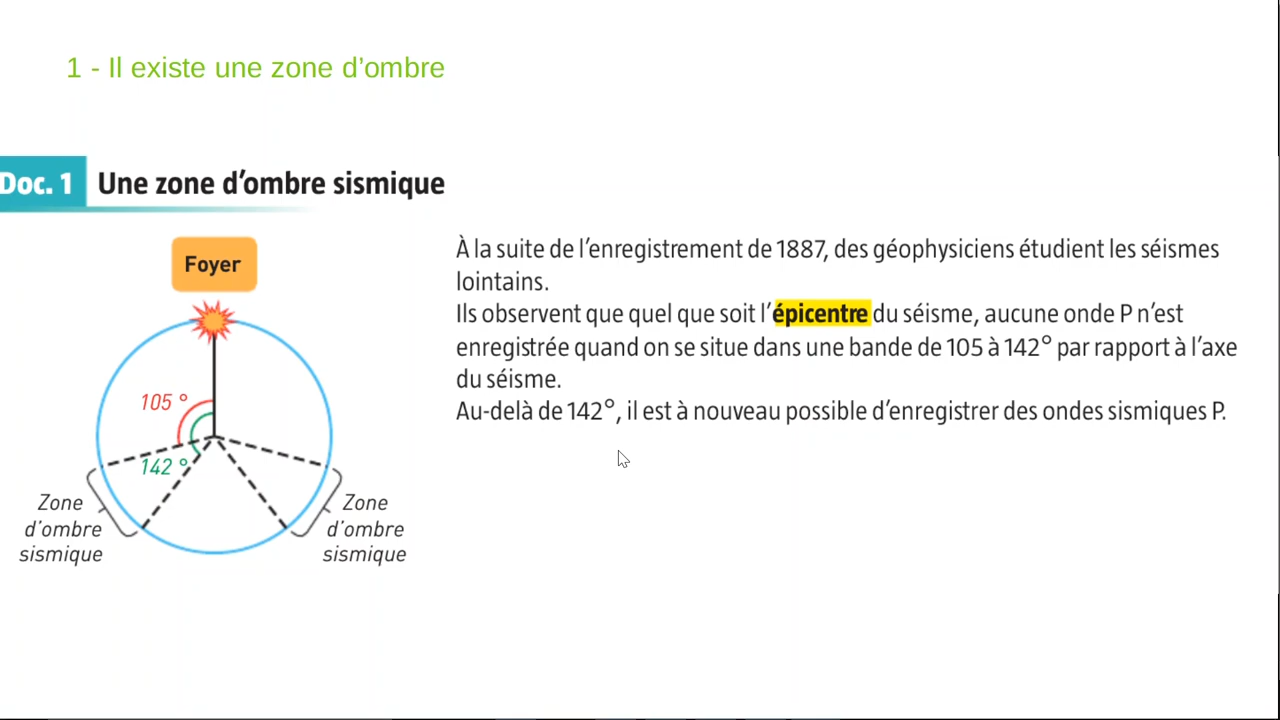 1 - Il existe une zone d’ombre
Doc. 1 Une zone d’ombre sismique
Foyer
À la suite de l’enregistrement de 1887, des géophysiciens étudient les séismes
lointains.
Ils observent que quel que soit l’épicentre du séisme, aucune onde P n’est
enregistrée quand on se situe dans une bande de 105 à 142° par rapport à l’axe
du séisme.
Au-delà de 142°, il est à nouveau possible d’enregistrer des ondes sismiques P.
105 °
142 °
Zone
d’ombre
sismique
Zone
d’ombre
sismique